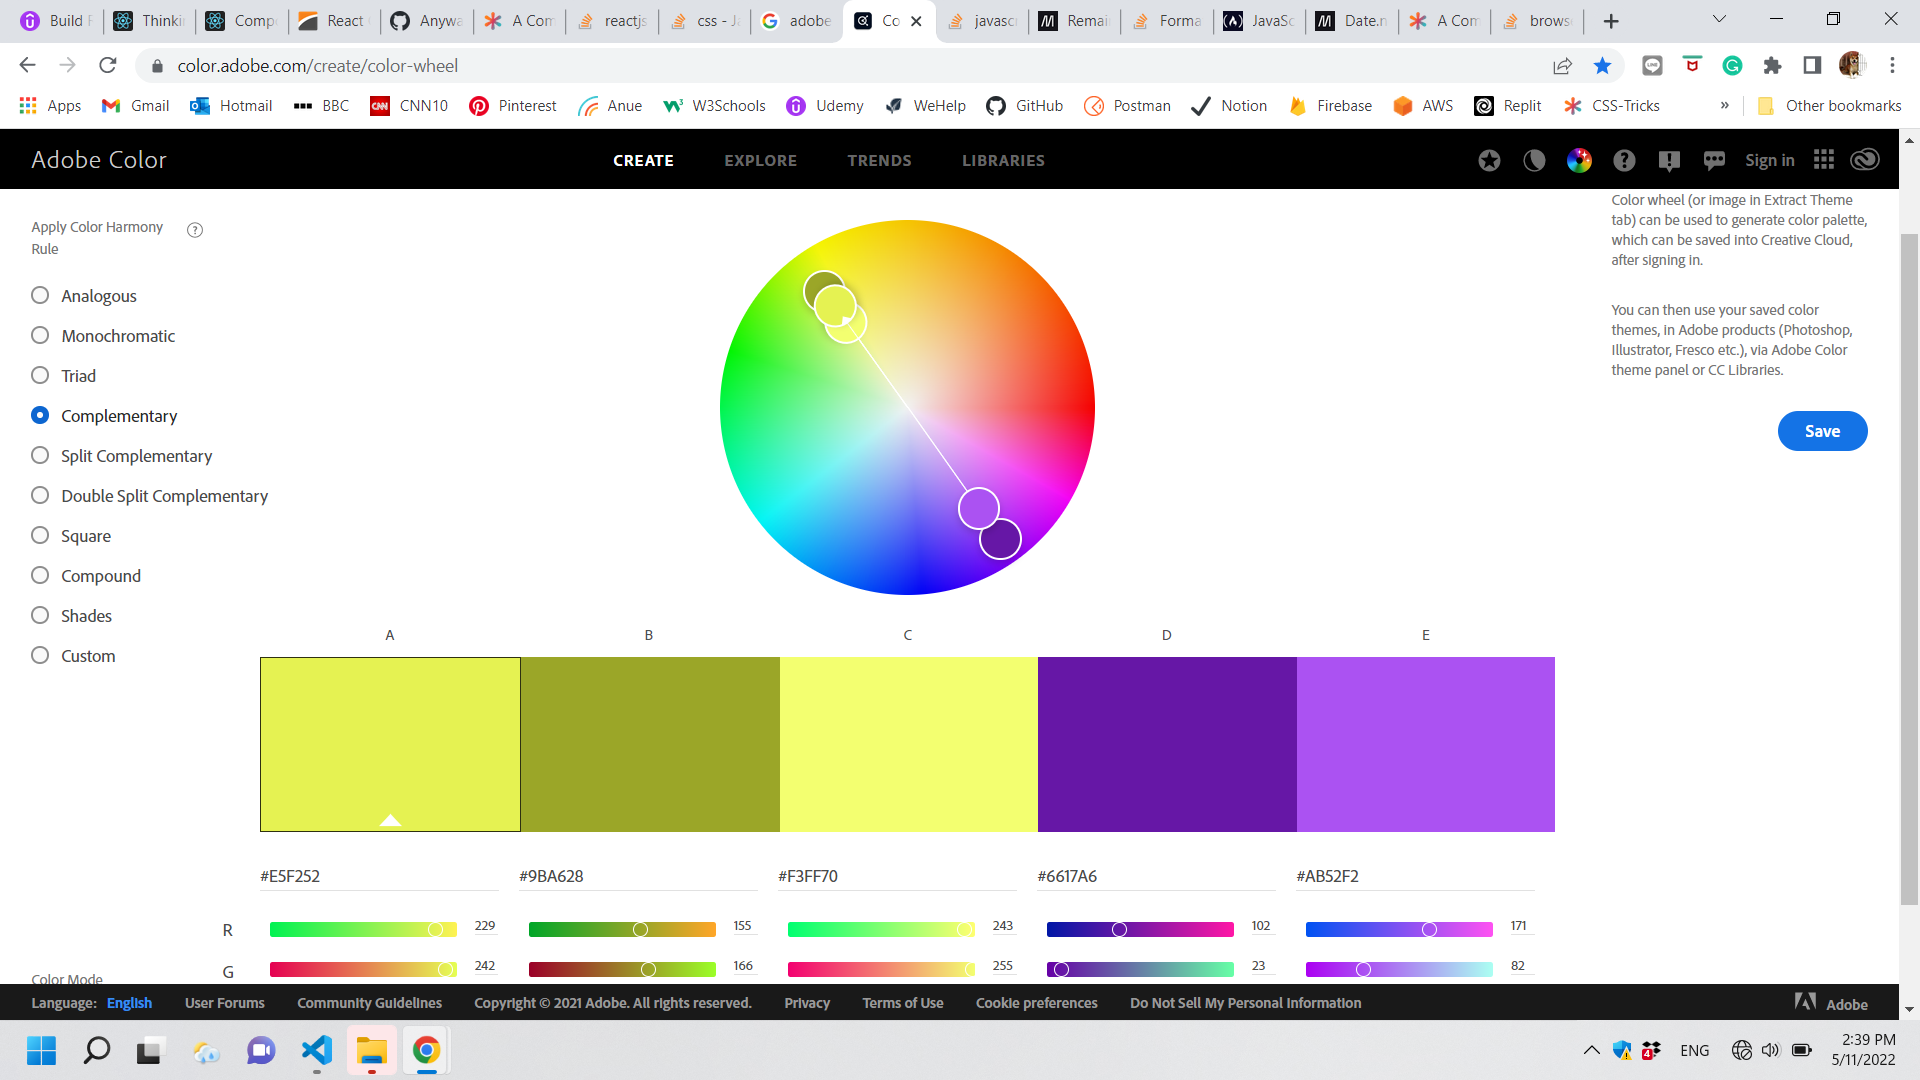 Build F
Thinki
Compo
React
Anywa
A Com
reactjs
css - Ja
adobe
Co
javasc
Remai
Forma
JavaSc
Date.n
A Com
brows
color.adobe.com/create/color-wheel
Apps
Gmail
Hotmail
BBC
CNN10
Pinterest
Anue
W3Schools
Udemy
WeHelp
GitHub
Postman
Notion
Firebase
AWS
Replit
CSS-Tricks
»
Other bookmarks
Adobe Color
CREATE
EXPLORE
TRENDS
LIBRARIES
Sign in
Apply Color Harmony
Rule
Analogous
Monochromatic
Triad
Complementary
Split Complementary
Double Split Complementary
Square
Compound
Shades
Custom
Color wheel (or image in Extract Theme
tab) can be used to generate color palette,
which can be saved into Creative Cloud,
after signing in.
You can then use your saved color
themes, in Adobe products (Photoshop,
Illustrator, Fresco etc.), via Adobe Color
theme panel or CC Libraries.
Save
A B C D E
#E5F252 #9BA628 #F3FF70 #6617A6 #AB52F2
R 229 155 243 102 171
G 242 166 255 23 82
Color Mode
Language: English
User Forums
Community Guidelines
Copyright © 2021 Adobe. All rights reserved.
Privacy
Terms of Use
Cookie preferences
Do Not Sell My Personal Information
Adobe
4
ENG
2:39 PM
5/11/2022